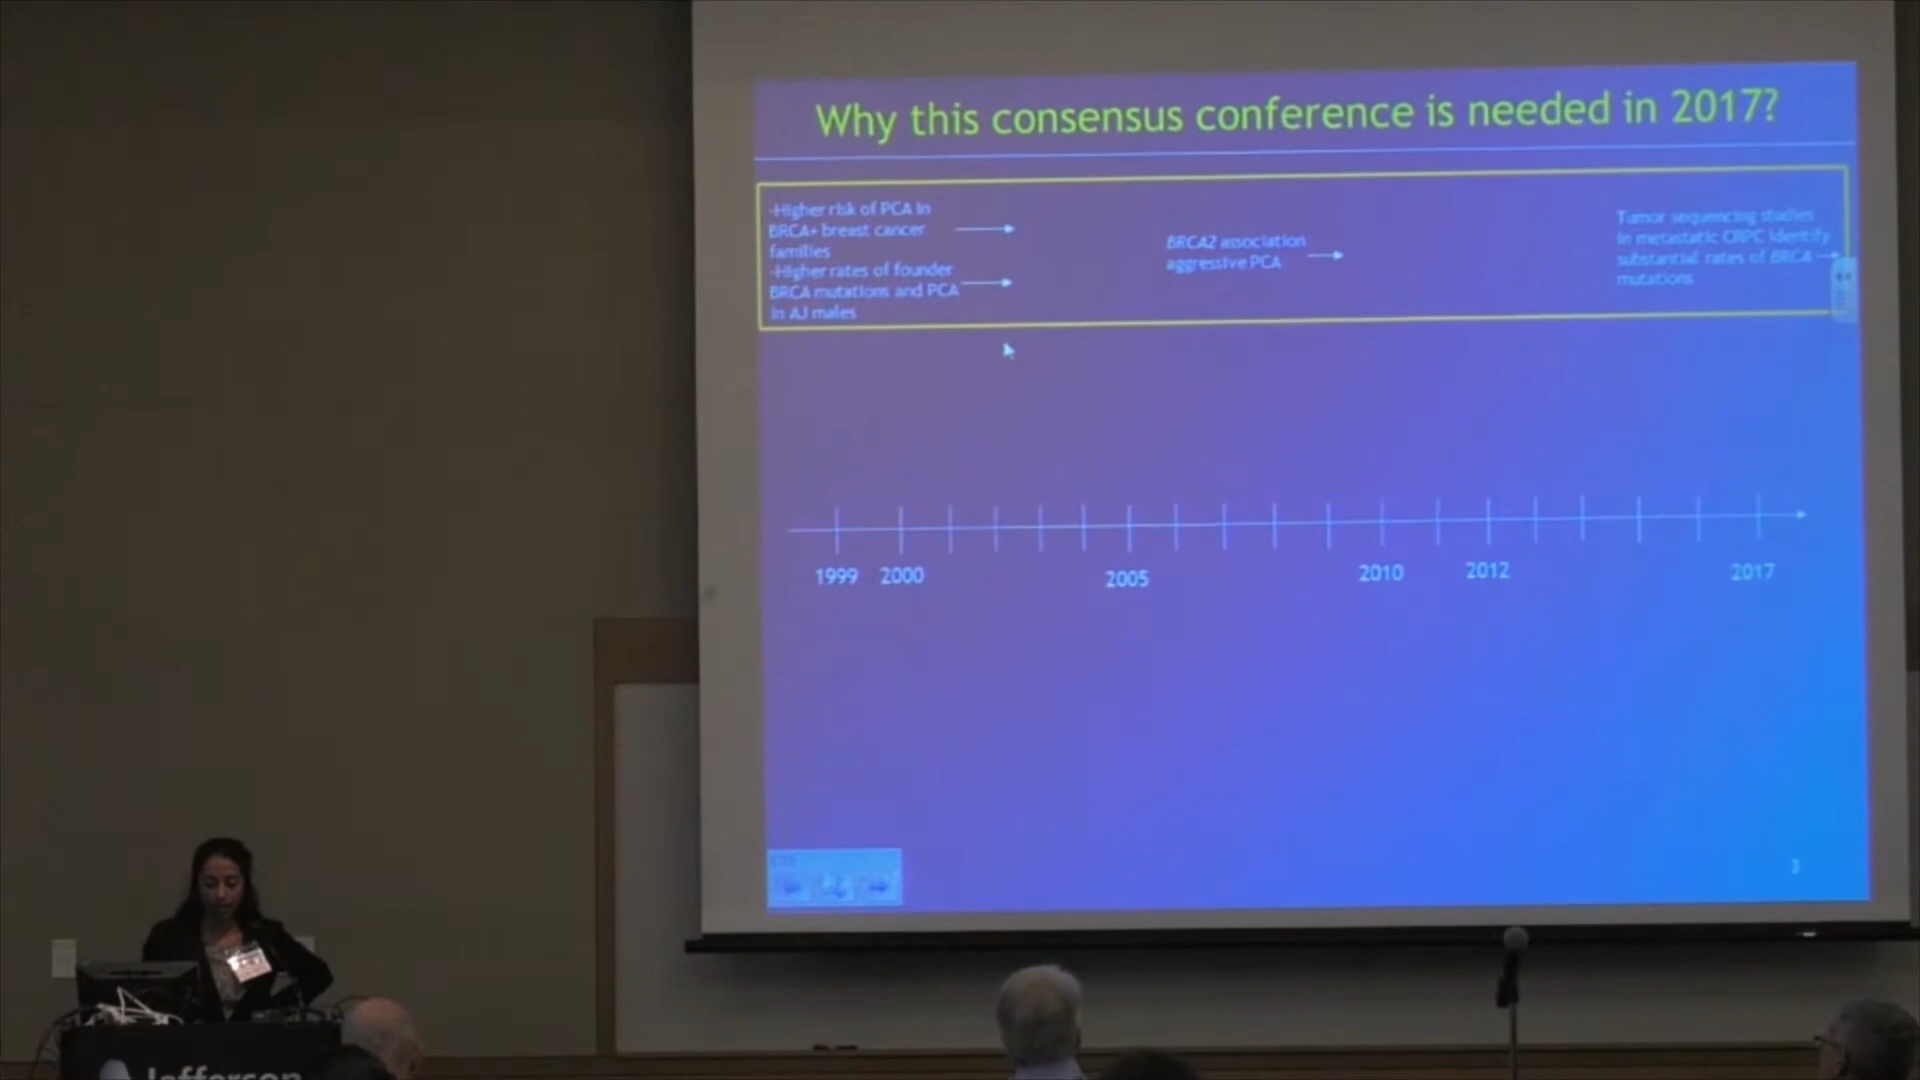 Why this consensus conference is needed in 2017?
-Higher risk of PCA in
BRCA+ breast cancer
families
-Higher rates of founder
BRCA mutations and PCA
in AJ males
BRCA2 association
aggressive PCA
Tumor sequencing studies
in metastatic CRPC identify
substantial rates of BRCA
mutations
1999 2000 2005 2010 2012 2017
3
Jefferson